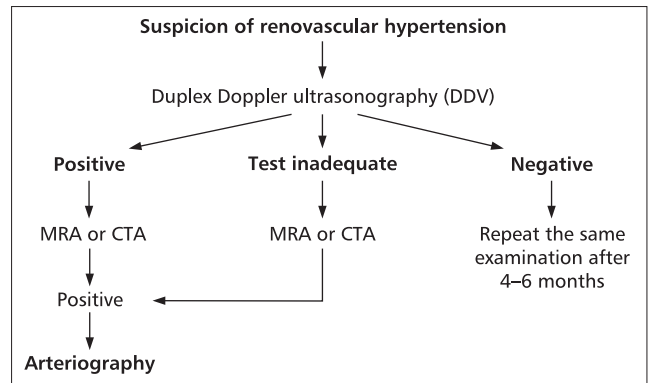 Suspicion of renovascular hypertension
Duplex Doppler ultrasonography (DDV)
Positive
Test inadequate
Negative
MRA or CTA
MRA or CTA
Repeat the same
examination after
4–6 months
Positive
Arteriography